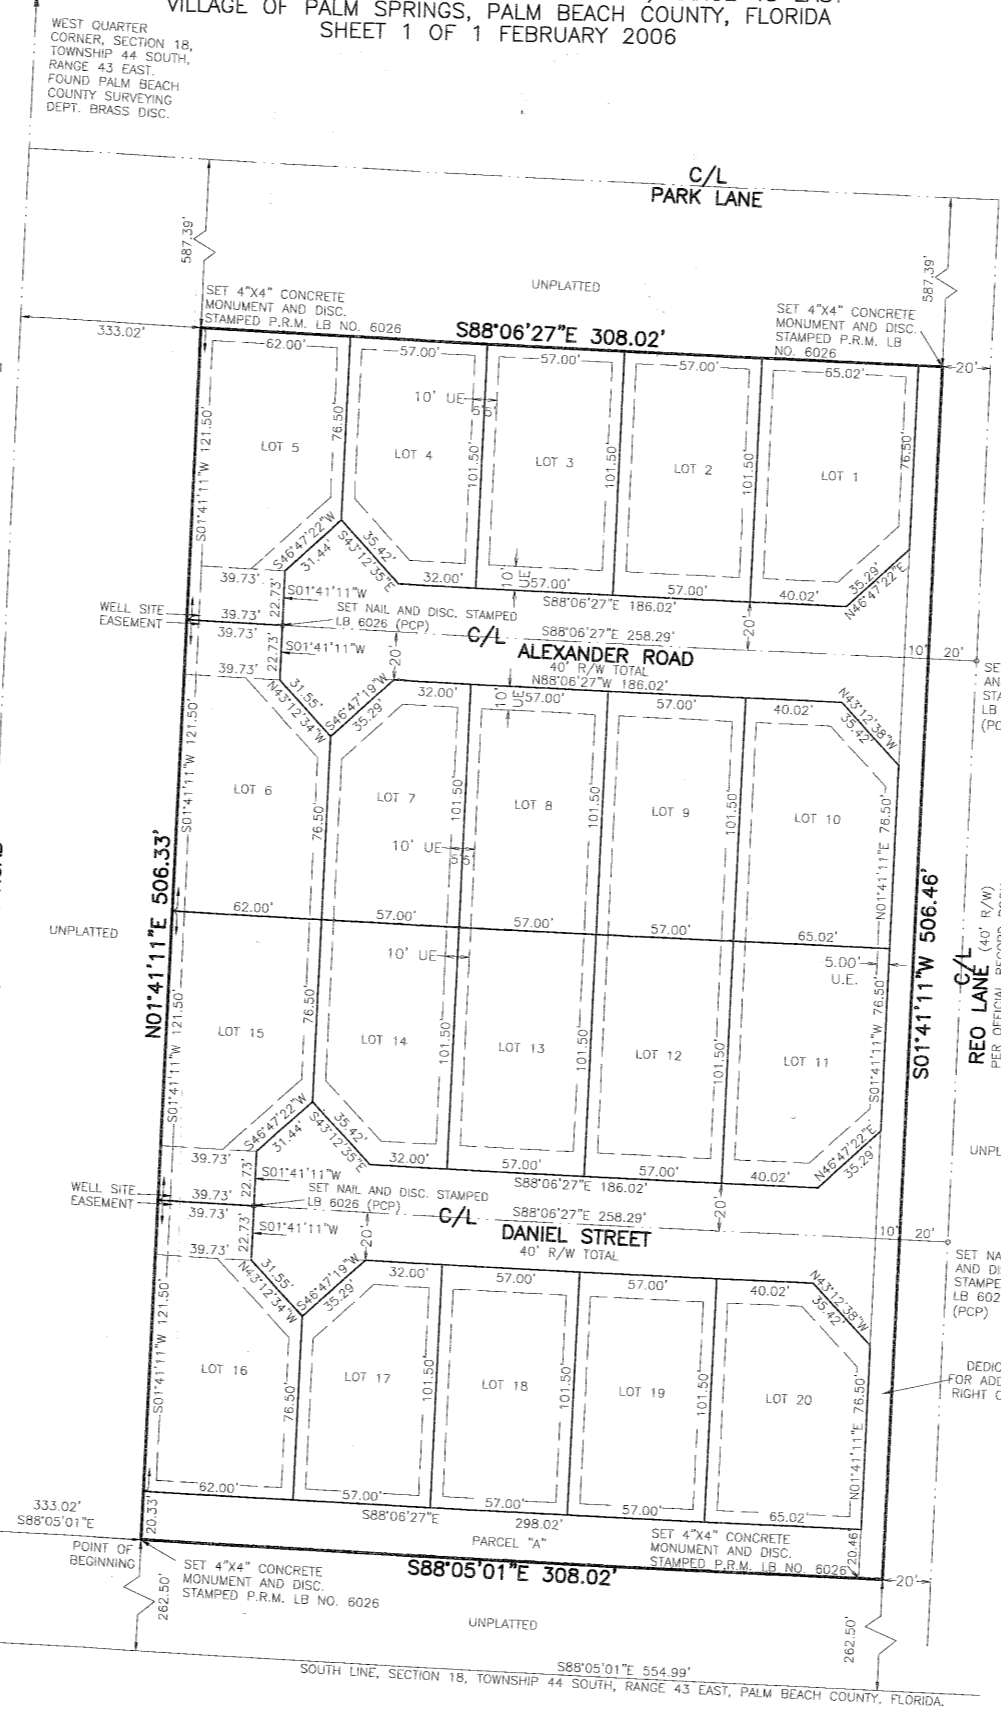 VILLAGE OF PALM SPRINGS, PALM BEACH COUNTY, FLORIDA
SHEET 1 OF 1 FEBRUARY 2006
WEST QUARTER
CORNER, SECTION 18,
TOWNSHIP 44 SOUTH,
RANGE 43 EAST.
FOUND PALM BEACH
COUNTY SURVEYING
DEPT. BRASS DISC.
C/L
PARK LANE
587.39'
587.39'
UNPLATTED
SET 4"X4" CONCRETE
MONUMENT AND DISC.
STAMPED P.R.M. LB NO. 6026
SET 4"X4" CONCRETE
MONUMENT AND DISC.
STAMPED P.R.M. LB
NO. 6026
333.02'
S88°06'27"E 308.02'
20'
62.00'
57.00'
57.00'
57.00'
65.02'
10' UE
5'5'
S01°41'11"W 121.50'
76.50'
101.50'
101.50'
101.50'
76.50'
LOT 5
LOT 4
LOT 3
LOT 2
LOT 1
S46°47'22"W
31.44'
S43°12'35"E
35.42'
35.29'
N46°47'22"E
39.73'
22.73'
S01°41'11"W
32.00'
10'
UE
57.00'
57.00'
40.02'
S88°06'27"E 186.02'
WELL SITE
EASEMENT
39.73'
SET NAIL AND DISC. STAMPED
LB 6026 (PCP)
C/L
S88°06'27"E 258.29'
20'
ALEXANDER ROAD
40' R/W TOTAL
10'
20'
39.73'
22.73'
S01°41'11"W
20'
N88°06'27"W 186.02'
39.73'
31.55'
N43°12'34"W
S46°47'19"W
35.29'
32.00'
10'
UE
57.00'
57.00'
40.02'
N43°12'38"W
35.42'
S01°41'11"W 121.50'
76.50'
101.50'
101.50'
101.50'
N01°41'11"E 76.50'
LOT 6
LOT 7
LOT 8
LOT 9
LOT 10
10' UE
5'5'
N01°41'11"E 506.33'
S01°41'11"W 506.46'
UNPLATTED
62.00'
57.00'
57.00'
57.00'
65.02'
10' UE
5.00'
U.E.
C/L
REO LANE (40' R/W)
S01°41'11"W 121.50'
76.50'
101.50'
101.50'
101.50'
S01°41'11"W 76.50'
LOT 15
LOT 14
LOT 13
LOT 12
LOT 11
S46°47'22"W
31.44'
S43°12'35"E
35.42'
N46°47'22"E
35.29'
39.73'
22.73'
S01°41'11"W
32.00'
57.00'
57.00'
40.02'
S88°06'27"E 186.02'
WELL SITE
EASEMENT
39.73'
SET NAIL AND DISC. STAMPED
LB 6026 (PCP)
C/L
S88°06'27"E 258.29'
20'
DANIEL STREET
40' R/W TOTAL
10'
20'
39.73'
22.73'
S01°41'11"W
20'
39.73'
31.55'
N43°12'34"W
S46°47'19"W
35.29'
32.00'
57.00'
57.00'
40.02'
N43°12'38"W
35.42'
S01°41'11"W 121.50'
76.50'
101.50'
101.50'
101.50'
N01°41'11"E 76.50'
LOT 16
LOT 17
LOT 18
LOT 19
LOT 20
62.00'
57.00'
57.00'
57.00'
65.02'
S88°06'27"E
298.02'
333.02'
S88°05'01"E
20.33'
PARCEL "A"
SET 4"X4" CONCRETE
MONUMENT AND DISC.
STAMPED P.R.M. LB NO. 6026
20.46'
20'
POINT OF
BEGINNING
S88°05'01"E 308.02'
SET 4"X4" CONCRETE
MONUMENT AND DISC.
STAMPED P.R.M. LB NO. 6026
262.50'
262.50'
UNPLATTED
S88°05'01"E 554.99'
SOUTH LINE, SECTION 18, TOWNSHIP 44 SOUTH, RANGE 43 EAST, PALM BEACH COUNTY, FLORIDA.